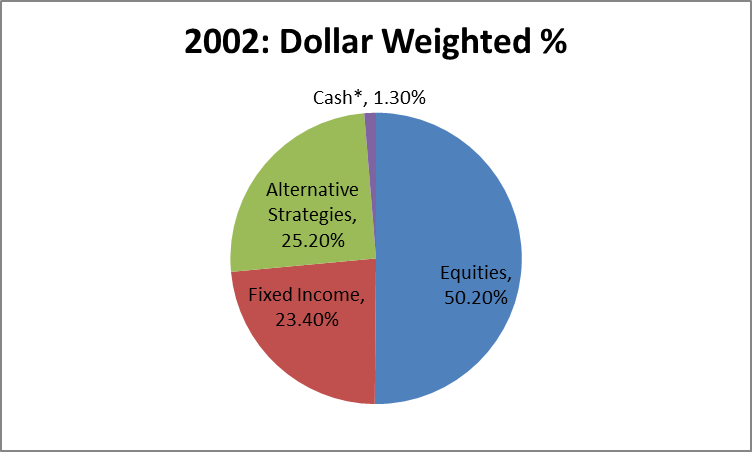 2002: Dollar Weighted %
Cash*, 1.30%
Alternative
Strategies,
25.20%
Equities,
50.20%
Fixed Income,
23.40%